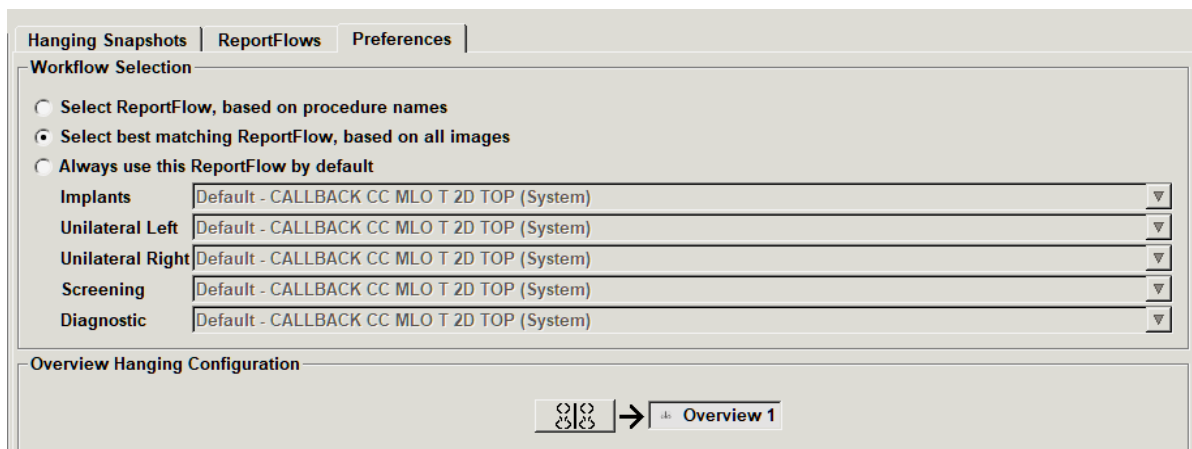 Hanging Snapshots ReportFlows Preferences
Workflow Selection
Select ReportFlow, based on procedure names
Select best matching ReportFlow, based on all images
Always use this ReportFlow by default
Implants Default - CALLBACK CC MLO T 2D TOP (System)
Unilateral Left Default - CALLBACK CC MLO T 2D TOP (System)
Unilateral Right Default - CALLBACK CC MLO T 2D TOP (System)
Screening Default - CALLBACK CC MLO T 2D TOP (System)
Diagnostic Default - CALLBACK CC MLO T 2D TOP (System)
Overview Hanging Configuration
Overview 1